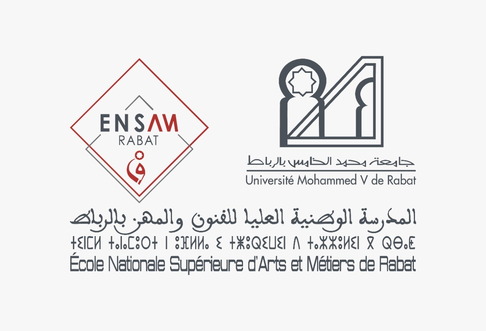 ENSAM
RABAT
جامعة محمد الخامس بالرباط
Université Mohammed V de Rabat
المدرسة الوطنية العليا للفنون والمهن بالرباط
École Nationale Supérieure d'Arts et Métiers de Rabat